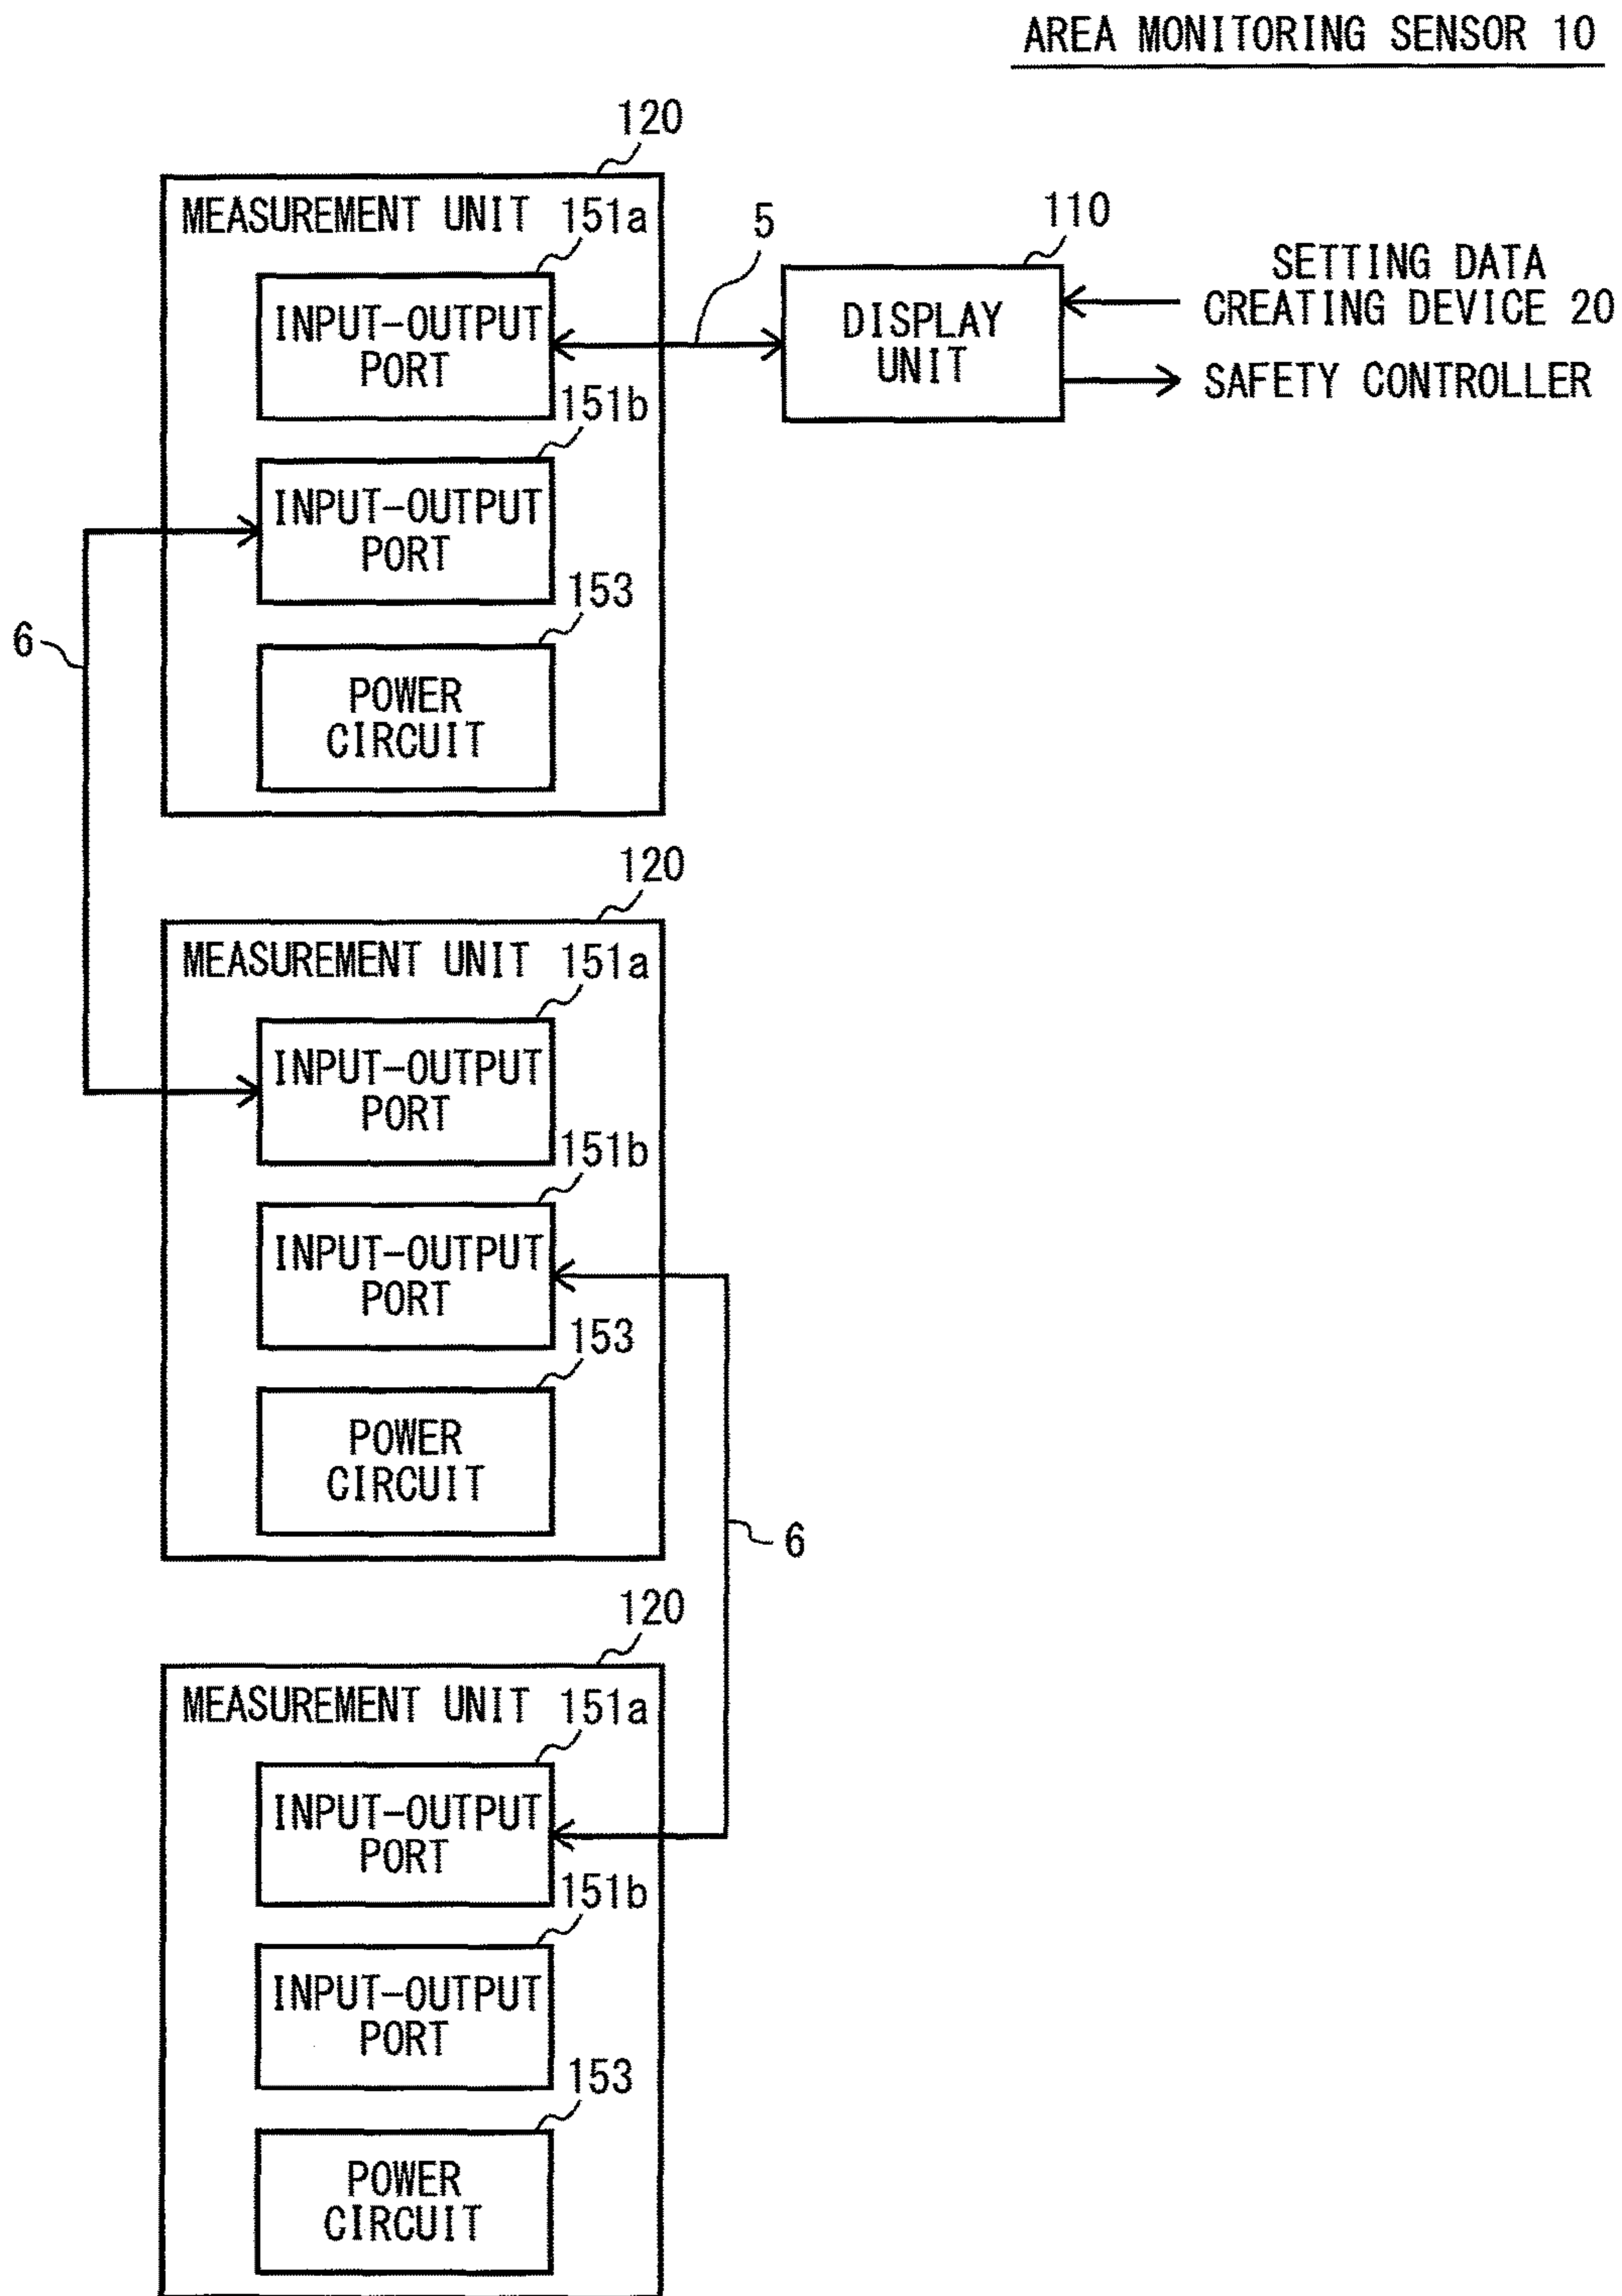 AREA MONITORING SENSOR 10
120
MEASUREMENT UNIT
151a
INPUT-OUTPUT
PORT
151b
INPUT-OUTPUT
PORT
153
POWER
CIRCUIT
5
110
DISPLAY
UNIT
SETTING DATA
CREATING DEVICE 20
SAFETY CONTROLLER
6
120
MEASUREMENT UNIT
151a
INPUT-OUTPUT
PORT
151b
INPUT-OUTPUT
PORT
153
POWER
CIRCUIT
6
120
MEASUREMENT UNIT
151a
INPUT-OUTPUT
PORT
151b
INPUT-OUTPUT
PORT
153
POWER
CIRCUIT